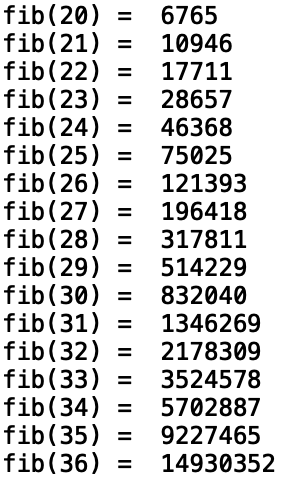 fib(20) =  6765
fib(21) =  10946
fib(22) =  17711
fib(23) =  28657
fib(24) =  46368
fib(25) =  75025
fib(26) =  121393
fib(27) =  196418
fib(28) =  317811
fib(29) =  514229
fib(30) =  832040
fib(31) =  1346269
fib(32) =  2178309
fib(33) =  3524578
fib(34) =  5702887
fib(35) =  9227465
fib(36) =  14930352